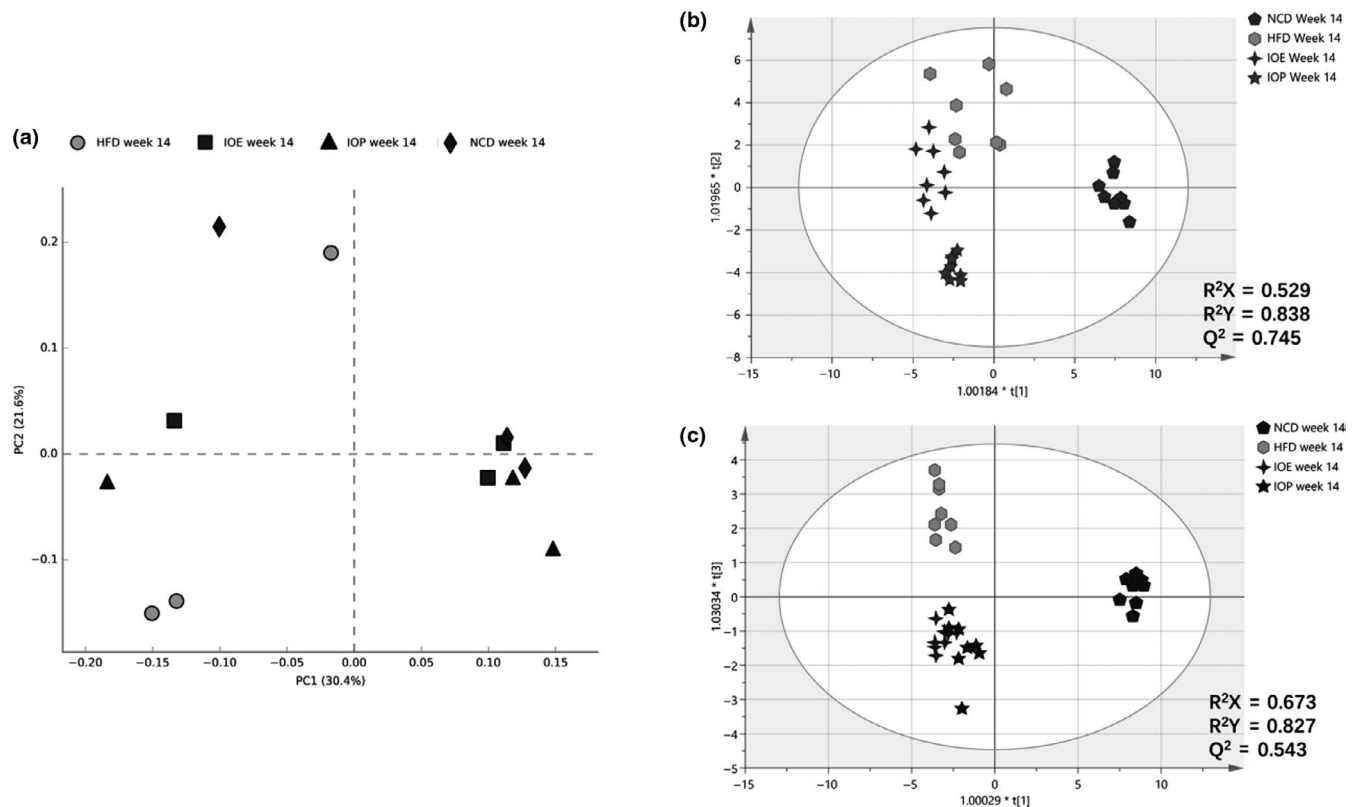 (a)
HFD week 14 IOE week 14 IOP week 14 NCD week 14
PC2 (21.6%)
0.2
0.1
0.0
−0.1
−0.20 −0.15 −0.10 −0.05 0.00 0.05 0.10 0.15
PC1 (30.4%)
(b)
NCD Week 14
HFD Week 14
IOE Week 14
IOP Week 14
1.01965 * t[2]
6
4
2
0
−2
−4
−6
−8
−15 −10 −5 0 5 10
1.00184 * t[1]
R²X = 0.529
R²Y = 0.838
Q² = 0.745
(c)
NCD week 14
HFD week 14
IOE week 14
IOP week 14
1.03034 * t[3]
4
3
2
1
0
−1
−2
−3
−4
−5
−15 −10 −5 0 5 10
1.00029 * t[1]
R²X = 0.673
R²Y = 0.827
Q² = 0.543